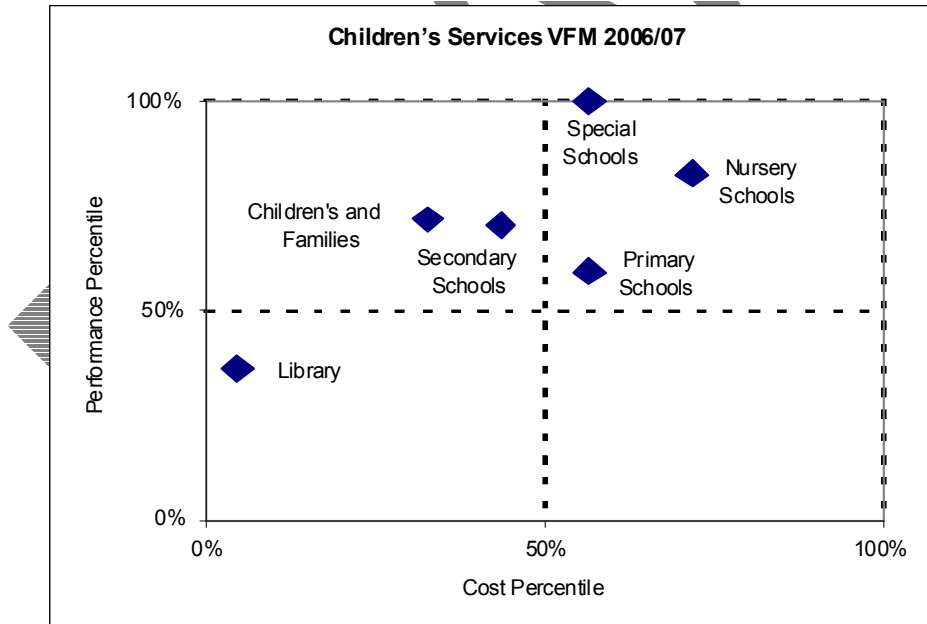 Children's Services VFM 2006/07
100%
Special
Schools
Nursery
Schools
Children's and
Families
Secondary
Schools
Primary
Schools
Performance Percentile
50%
Library
0%
0%
50%
100%
Cost Percentile